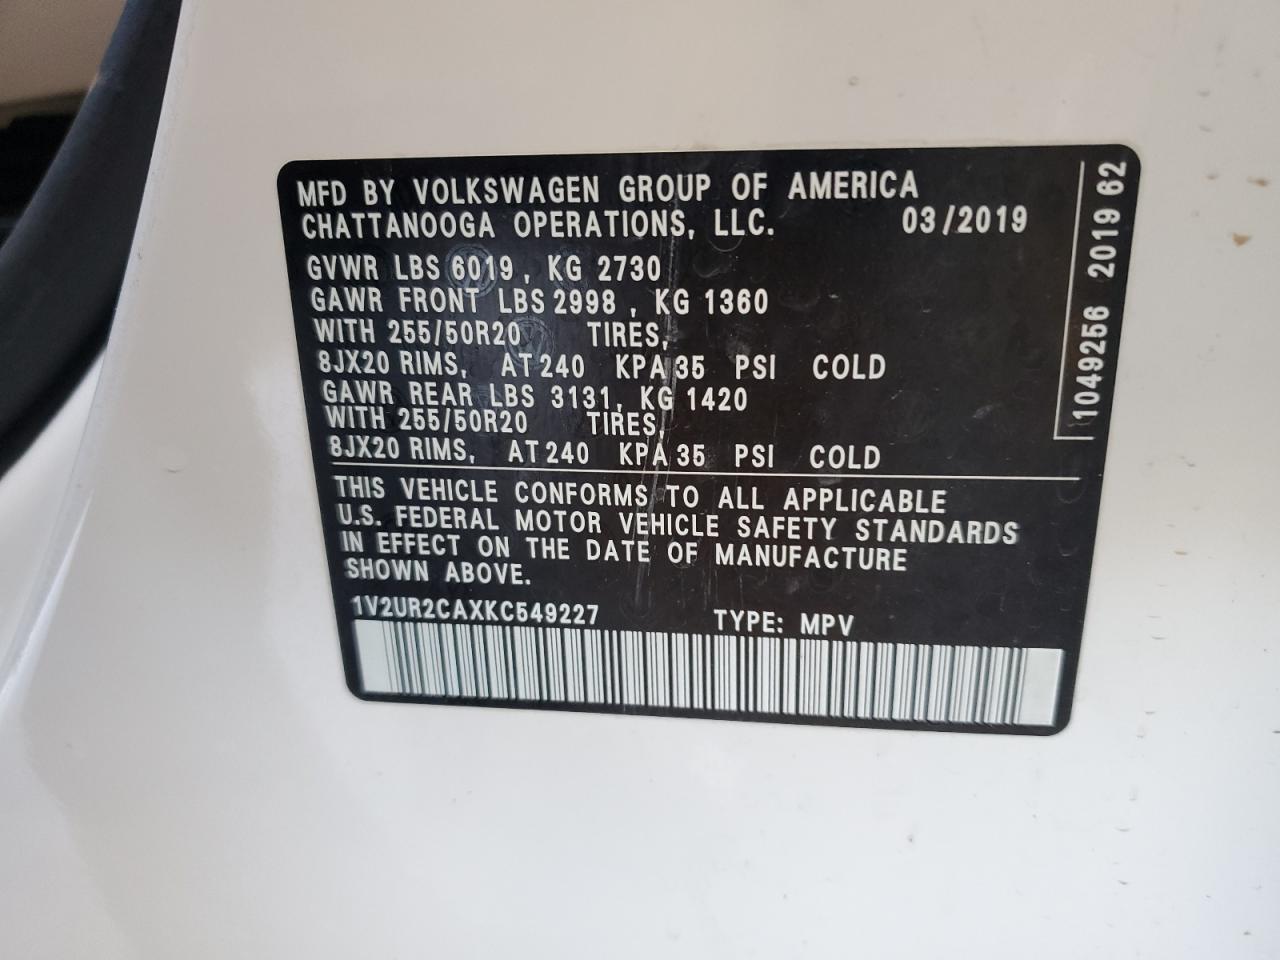 MFD BY VOLKSWAGEN GROUP OF AMERICA
CHATTANOOGA OPERATIONS, LLC. 03/2019
GVWR LBS 6019, KG 2730
GAWR FRONT LBS 2998, KG 1360
WITH 255/50R20 TIRES,
8JX20 RIMS, AT 240 KPA 35 PSI COLD
GAWR REAR LBS 3131, KG 1420
WITH 255/50R20 TIRES,
8JX20 RIMS, AT 240 KPA 35 PSI COLD
THIS VEHICLE CONFORMS TO ALL APPLICABLE
U.S. FEDERAL MOTOR VEHICLE SAFETY STANDARDS
IN EFFECT ON THE DATE OF MANUFACTURE
SHOWN ABOVE.
1V2UR2CAXKC549227 TYPE: MPV
1049256 2019 62